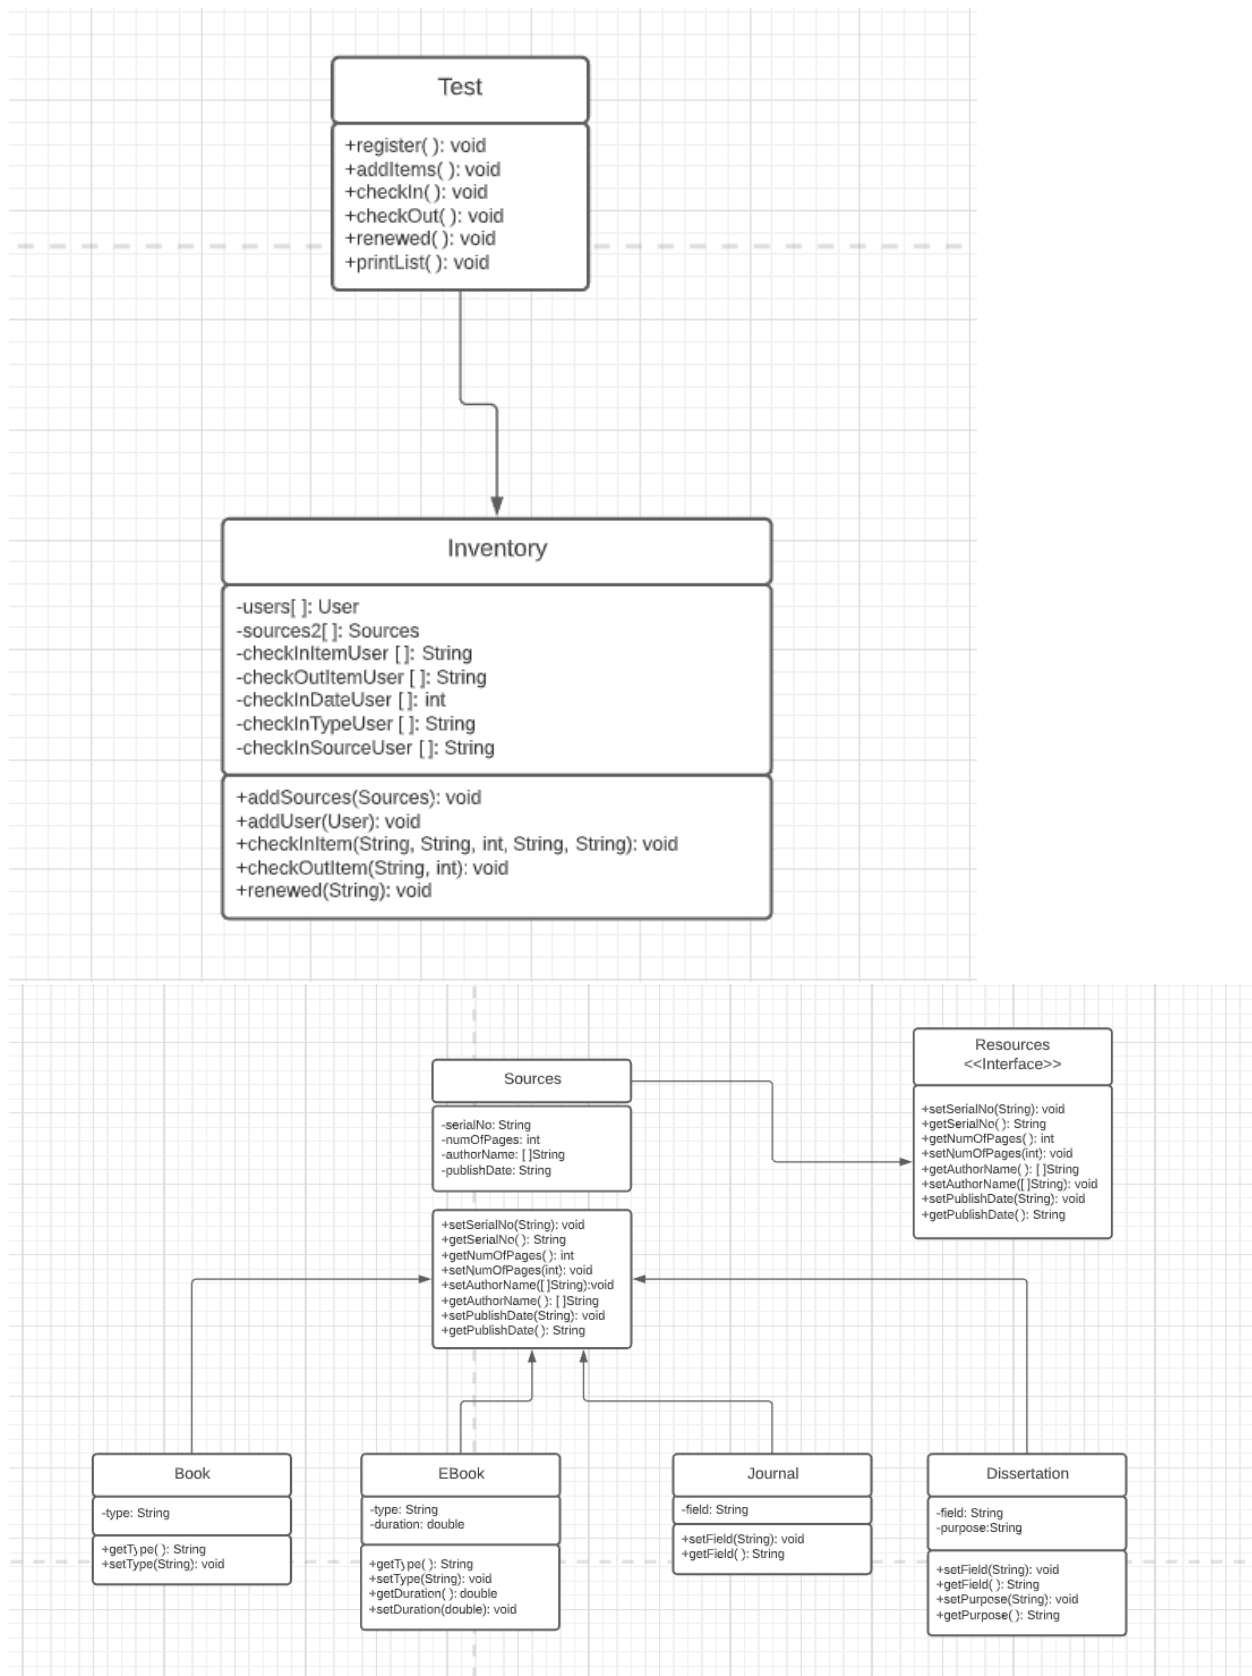 Test
+register( ): void
+addItems( ): void
+checkIn( ): void
+checkOut( ): void
+renewed( ): void
+printList( ): void
Inventory
-users[ ]: User
-sources2[ ]: Sources
-checkInItemUser [ ]: String
-checkOutItemUser [ ]: String
-checkInDateUser [ ]: int
-checkInTypeUser [ ]: String
-checkInSourceUser [ ]: String
+addSources(Sources): void
+addUser(User): void
+checkInItem(String, String, int, String, String): void
+checkOutItem(String, int): void
+renewed(String): void
Resources
<<Interface>>
+setSerialNo(String): void
+getSerialNo( ): String
+getNumOfPages( ): int
+setNumOfPages(int): void
+getAuthorName( ): [ ]String
+setAuthorName([ ]String): void
+setPublishDate(String): void
+getPublishDate( ): String
Sources
-serialNo: String
-numOfPages: int
-authorName: [ ]String
-publishDate: String
+setSerialNo(String): void
+getSerialNo( ): String
+getNumOfPages( ): int
+setNumOfPages(int): void
+setAuthorName([ ]String):void
+getAuthorName( ): [ ]String
+setPublishDate(String): void
+getPublishDate( ): String
Book
-type: String
+getType( ): String
+setType(String): void
EBook
-type: String
-duration: double
+getType( ): String
+setType(String): void
+getDuration( ): double
+setDuration(double): void
Journal
-field: String
+setField(String): void
+getField( ): String
Dissertation
-field: String
-purpose:String
+setField(String): void
+getField( ): String
+setPurpose(String): void
+getPurpose( ): String